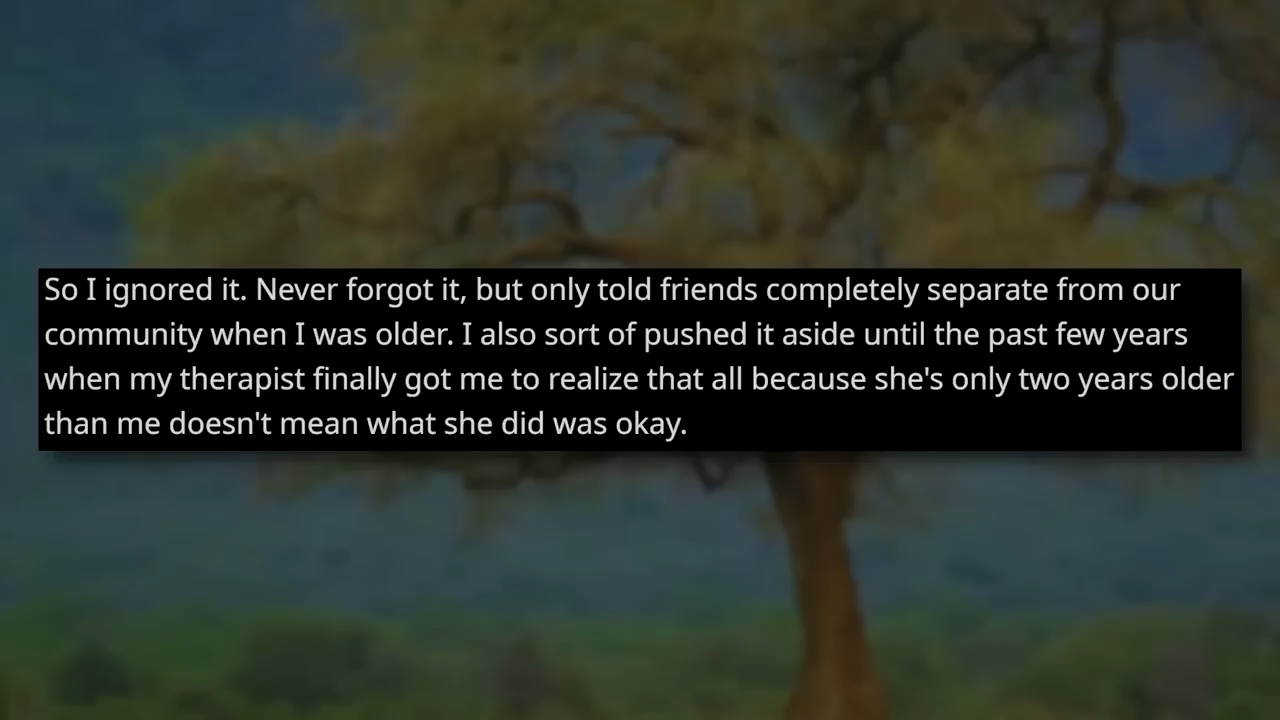 So I ignored it. Never forgot it, but only told friends completely separate from our
community when I was older. I also sort of pushed it aside until the past few years
when my therapist finally got me to realize that all because she's only two years older
than me doesn't mean what she did was okay.